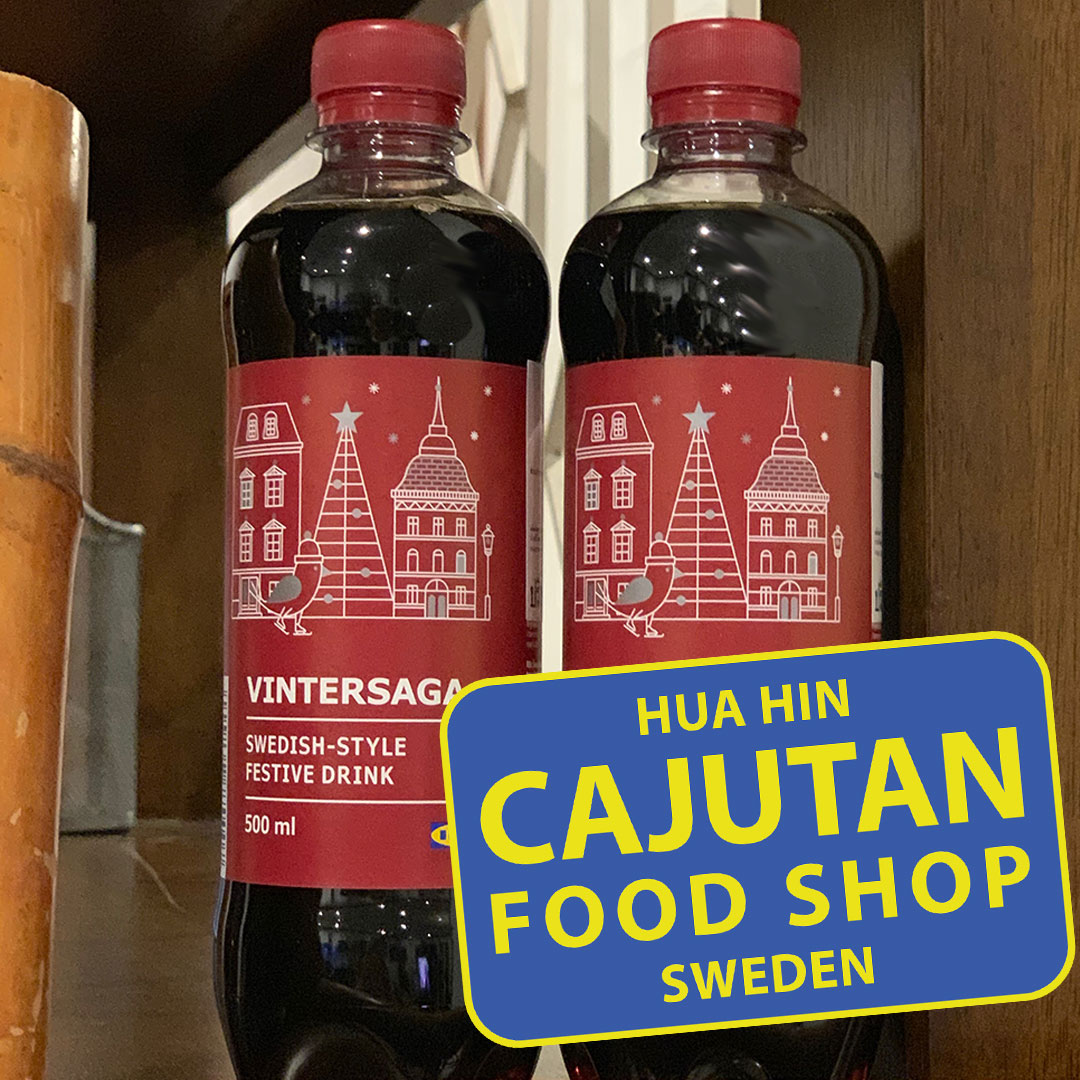 VINTERSAGA
SWEDISH-STYLE
FESTIVE DRINK
500 ml
HUA HIN
CAJUTAN
FOOD SHOP
SWEDEN